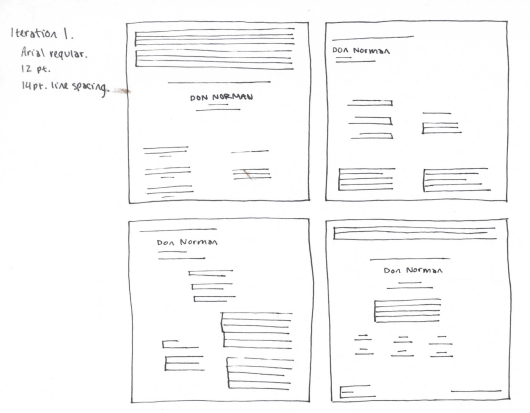 Iteration 1.
Arial regular.
12 pt.
14pt. line spacing.
DON NORMAN
Don Norman
Don Norman
Don Norman